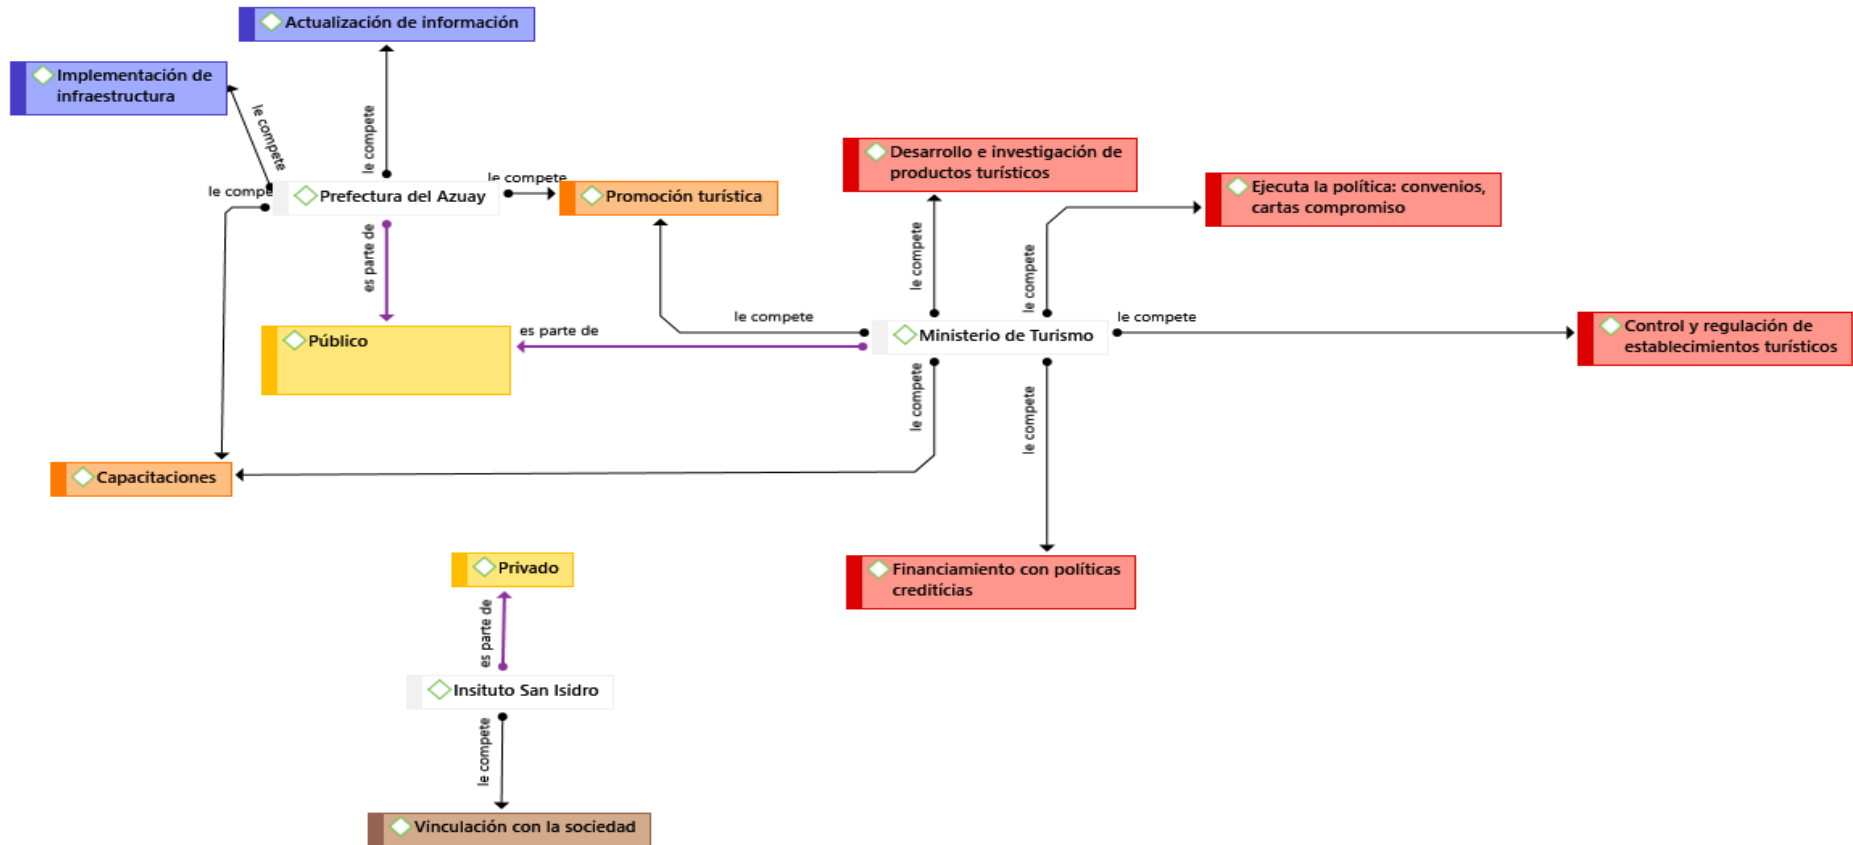 Actualización de información
Implementación de
infraestructura
le compete
le compete
le compe
Prefectura del Azuay
le compete
Promoción turística
es parte de
Desarrollo e investigación de
productos turísticos
Ejecuta la política: convenios,
cartas compromiso
le compete
le compete
le compete
es parte de
Público
Ministerio de Turismo
le compete
Control y regulación de
establecimientos turísticos
le compete
le compete
Capacitaciones
Privado
Financiamiento con políticas
creditícias
es parte de
Insituto San Isidro
le compete
Vinculación con la sociedad